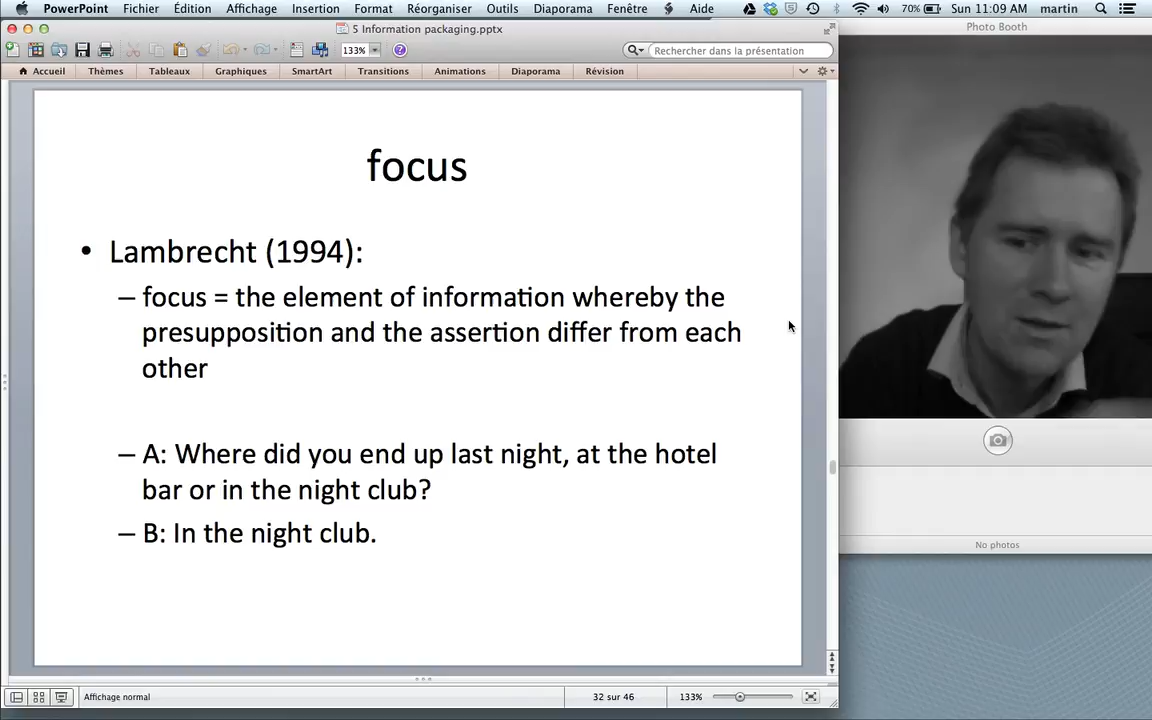 PowerPoint Fichier Édition Affichage Insertion Format Réorganiser Outils Diaporama Fenêtre Aide 70% Sun 11:09 AM martin
5 Information packaging.pptx
Photo Booth
133% Rechercher dans la présentation
Accueil Thèmes Tableaux Graphiques SmartArt Transitions Animations Diaporama Révision
focus
• Lambrecht (1994):
– focus = the element of information whereby the
presupposition and the assertion differ from each
other
– A: Where did you end up last night, at the hotel
bar or in the night club?
– B: In the night club.
No photos
Affichage normal 32 sur 46 133%